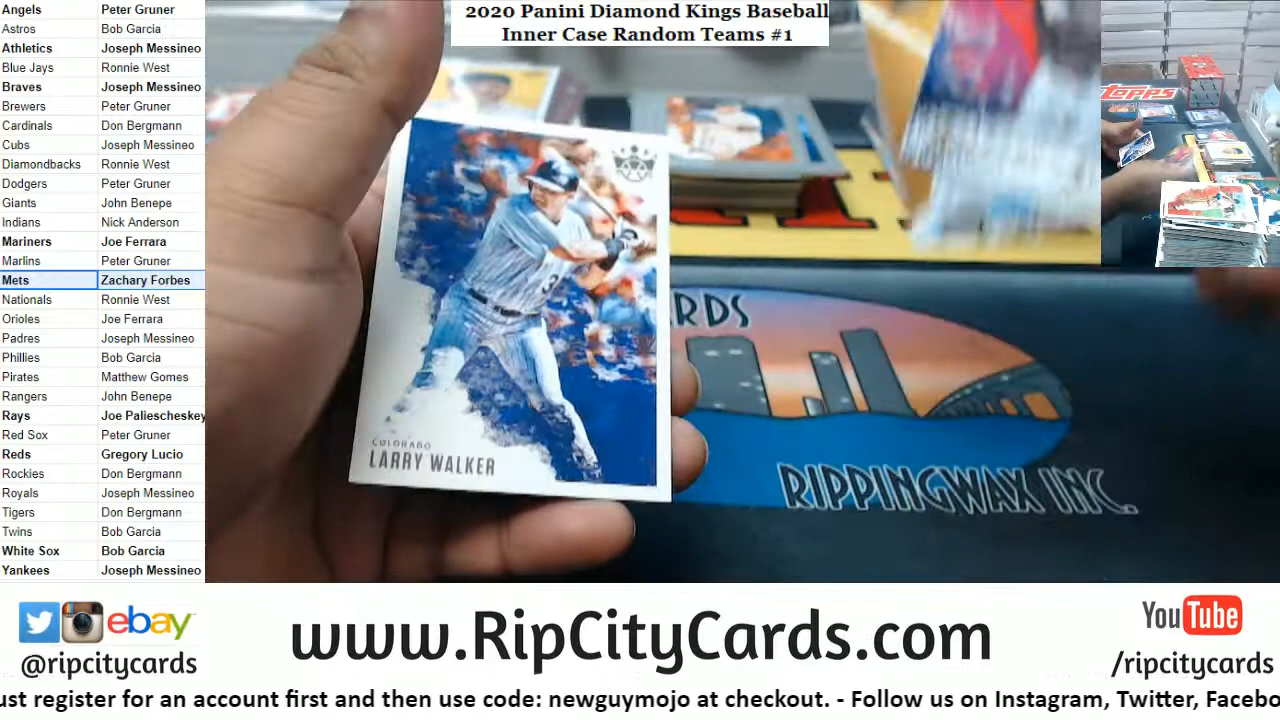 Angels Peter Gruner
Astros Bob Garcia
Athletics Joseph Messineo
Blue Jays Ronnie West
Braves Joseph Messineo
Brewers Peter Gruner
Cardinals Don Bergmann
Cubs Joseph Messineo
Diamondbacks Ronnie West
Dodgers Peter Gruner
Giants John Benepe
Indians Nick Anderson
Mariners Joe Ferrara
Marlins Peter Gruner
Mets Zachary Forbes
Nationals Ronnie West
Orioles Joe Ferrara
Padres Joseph Messineo
Phillies Bob Garcia
Pirates Matthew Gomes
Rangers John Benepe
Rays Joe Paliescheskey
Red Sox Peter Gruner
Reds Gregory Lucio
Rockies Don Bergmann
Royals Joseph Messineo
Tigers Don Bergmann
Twins Bob Garcia
White Sox Bob Garcia
Yankees Joseph Messineo
2020 Panini Diamond Kings Baseball
Inner Case Random Teams #1
TOPPS
COLORADO
LARRY WALKER
ARDS
RIPPINGWAX INC.
ebay
@ripcitycards
www.RipCityCards.com
YouTube
/ripcitycards
ust register for an account first and then use code: newguymojo at checkout. - Follow us on Instagram, Twitter, Facebo